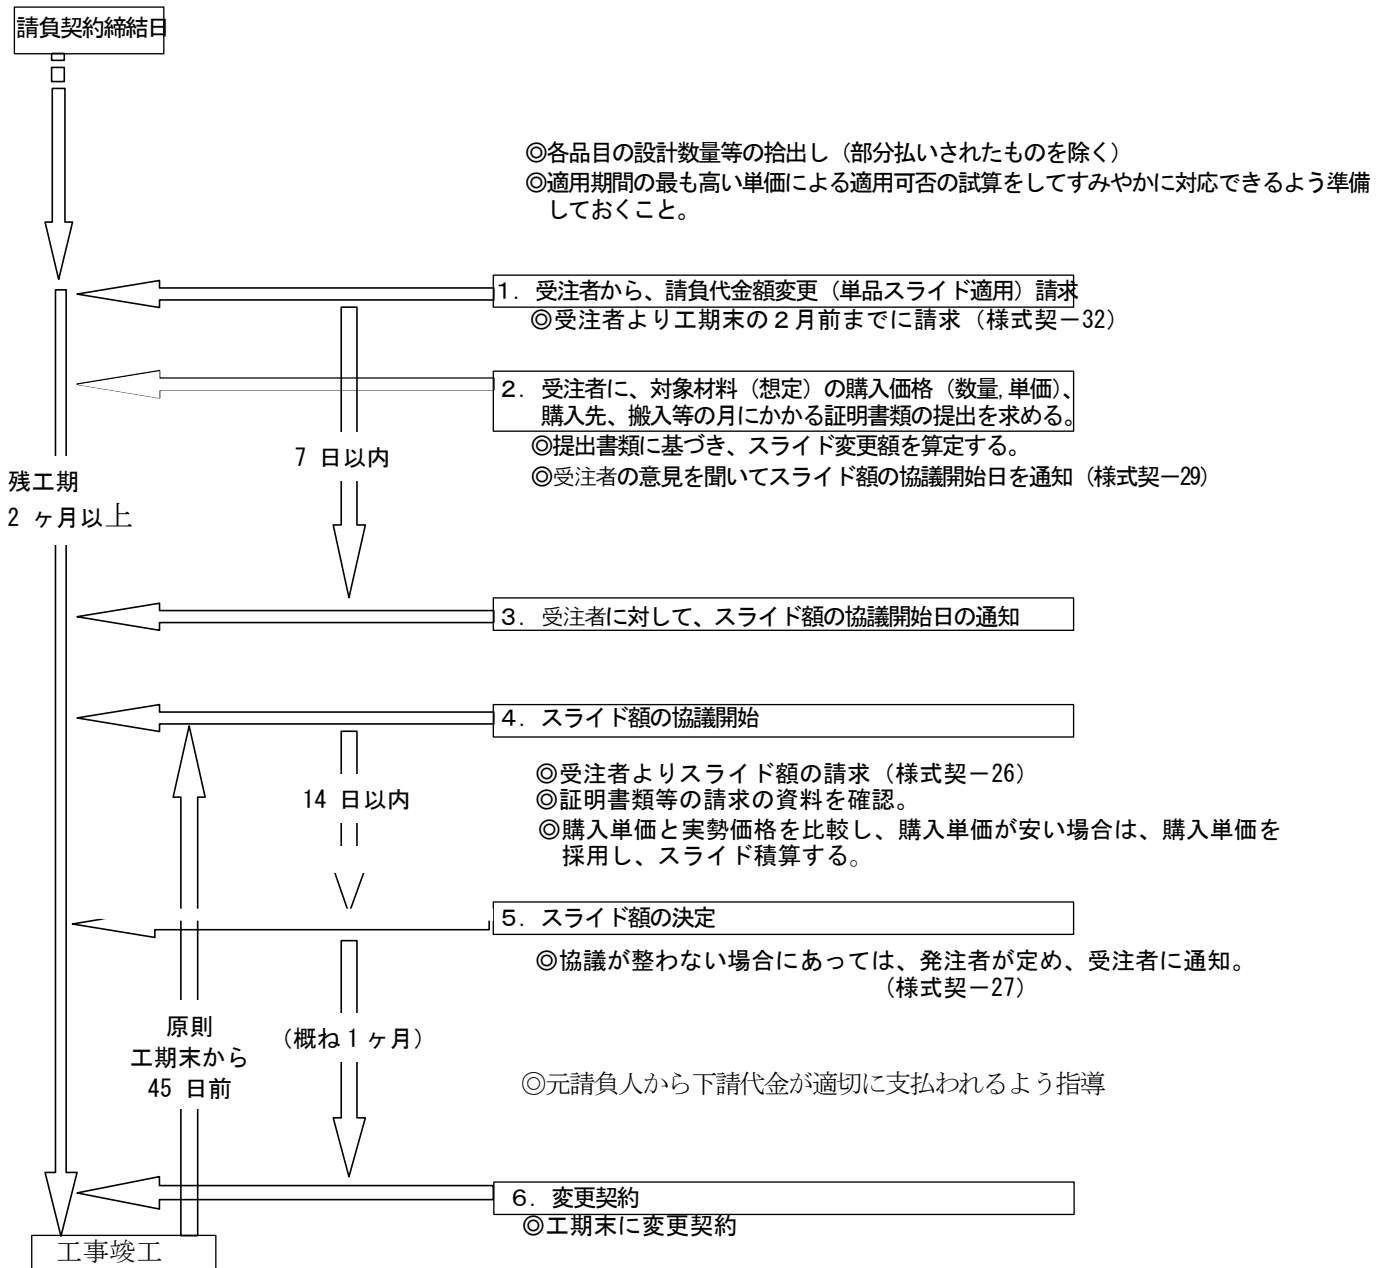 請負契約締結日
◎各品目の設計数量等の拾出し（部分払いされたものを除く）
◎適用期間の最も高い単価による適用可否の試算をしてすみやかに対応できるよう準備
しておくこと。
1．受注者から、請負代金額変更（単品スライド適用）請求
◎受注者より工期末の２月前までに請求（様式契－32）
2．受注者に、対象材料（想定）の購入価格（数量,単価）、
購入先、搬入等の月にかかる証明書類の提出を求める。
◎提出書類に基づき、スライド変更額を算定する。
◎受注者の意見を聞いてスライド額の協議開始日を通知（様式契－29）
7 日以内
残工期
2 ヶ月以上
3．受注者に対して、スライド額の協議開始日の通知
4．スライド額の協議開始
◎受注者よりスライド額の請求（様式契－26）
◎証明書類等の請求の資料を確認。
◎購入単価と実勢価格を比較し、購入単価が安い場合は、購入単価を
採用し、スライド積算する。
14 日以内
5．スライド額の決定
◎協議が整わない場合にあっては、発注者が定め、受注者に通知。
（様式契－27）
原則
工期末から
45 日前
（概ね１ヶ月）
◎元請負人から下請代金が適切に支払われるよう指導
6．変更契約
◎工期末に変更契約
工事竣工